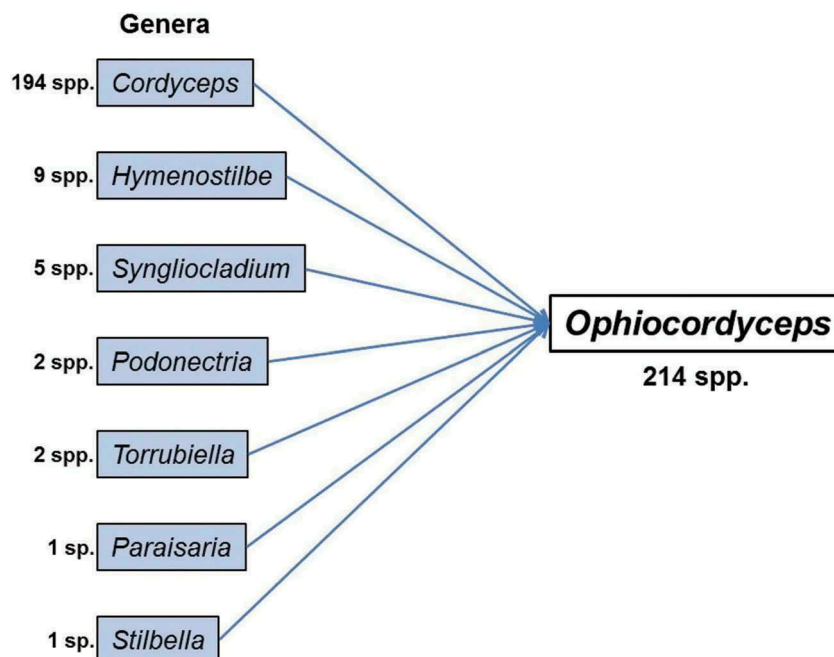 Genera
194 spp. Cordyceps
9 spp. Hymenostilbe
5 spp. Syngliocladium
Ophiocordyceps
2 spp. Podonectria
214 spp.
2 spp. Torrubiella
1 sp. Paraisaria
1 sp. Stilbella